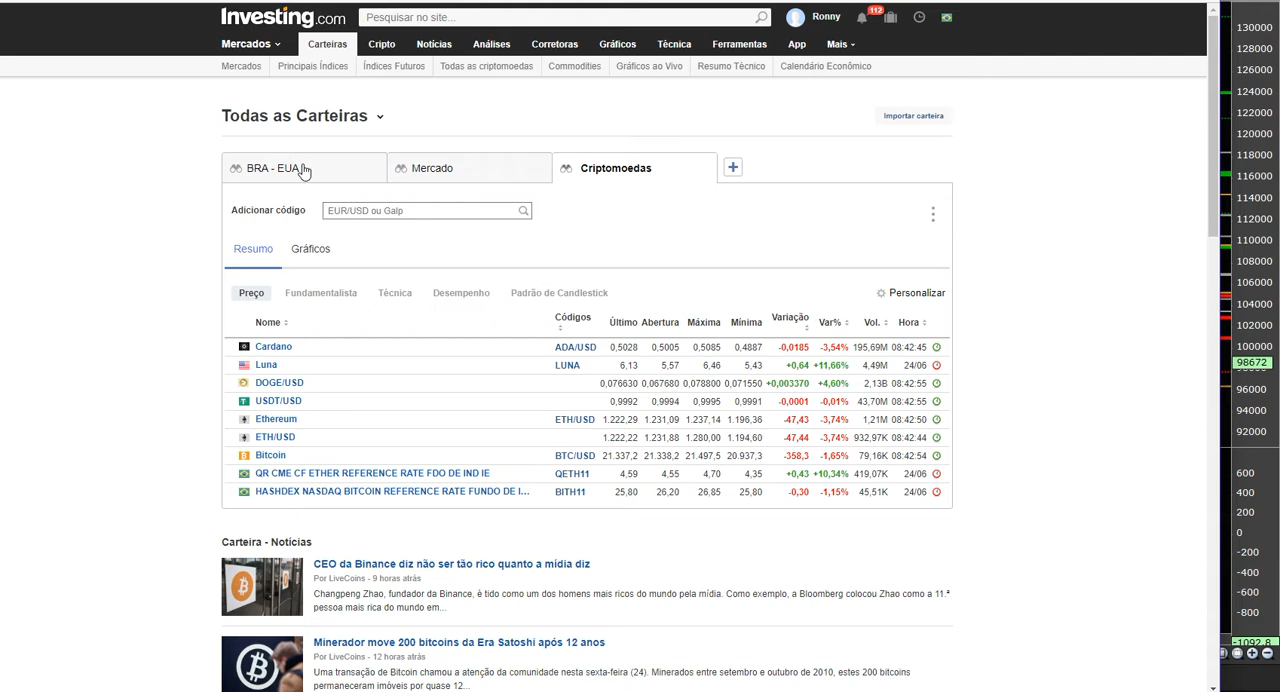 Investing.com Pesquisar no site... Ronny 112
Mercados Carteiras Cripto Notícias Análises Corretoras Gráficos Técnica Ferramentas App Mais
Mercados Principais Índices Índices Futuros Todas as criptomoedas Commodities Gráficos ao Vivo Resumo Técnico Calendário Econômico
Todas as Carteiras Importar carteira
BRA - EUA Mercado Criptomoedas
Adicionar código EUR/USD ou Galp
Resumo Gráficos
Preço Fundamentalista Técnica Desempenho Padrão de Candlestick Personalizar
Nome Códigos Último Abertura Máxima Mínima Variação Var% Vol. Hora
Cardano ADA/USD 0,5028 0,5005 0,5085 0,4887 -0,0185 -3,54% 195,69M 08:42:45
Luna LUNA 6,13 5,57 6,46 5,43 +0,64 +11,66% 4,49M 24/06
DOGE/USD 0,076630 0,067680 0,078800 0,071550 +0,003370 +4,60% 2,13B 08:42:55
USDT/USD 0,9992 0,9994 0,9995 0,9991 -0,0001 -0,01% 43,70M 08:42:55
Ethereum ETH/USD 1.222,29 1.231,09 1.237,14 1.196,36 -47,43 -3,74% 1,21M 08:42:50
ETH/USD 1.222,22 1.231,88 1.280,00 1.194,60 -47,44 -3,74% 932,97K 08:42:44
Bitcoin BTC/USD 21.337,2 21.338,2 21.497,5 20.937,3 -358,3 -1,65% 79,16K 08:42:54
QR CME CF ETHER REFERENCE RATE FDO DE IND IE QETH11 4,59 4,55 4,70 4,35 +0,43 +10,34% 419,07K 24/06
HASHDEX NASDAQ BITCOIN REFERENCE RATE FUNDO DE I... BITH11 25,80 26,20 26,85 25,80 -0,30 -1,15% 45,51K 24/06
Carteira - Notícias
CEO da Binance diz não ser tão rico quanto a mídia diz
Por LiveCoins - 9 horas atrás
Changpeng Zhao, fundador da Binance, é tido como um dos homens mais ricos do mundo pela mídia. Como exemplo, a Bloomberg colocou Zhao como a 11.ª
pessoa mais rica do mundo em...
Minerador move 200 bitcoins da Era Satoshi após 12 anos
Por LiveCoins - 12 horas atrás
Uma transação de Bitcoin chamou a atenção da comunidade nesta sexta-feira (24). Minerados entre setembro e outubro de 2010, estes 200 bitcoins
permaneceram imóveis por quase 12...
130000
128000
126000
124000
122000
120000
118000
116000
114000
112000
110000
108000
106000
104000
102000
100000
98672
96000
94000
92000
600
400
200
0
-200
-400
-600
-800
-1092.8